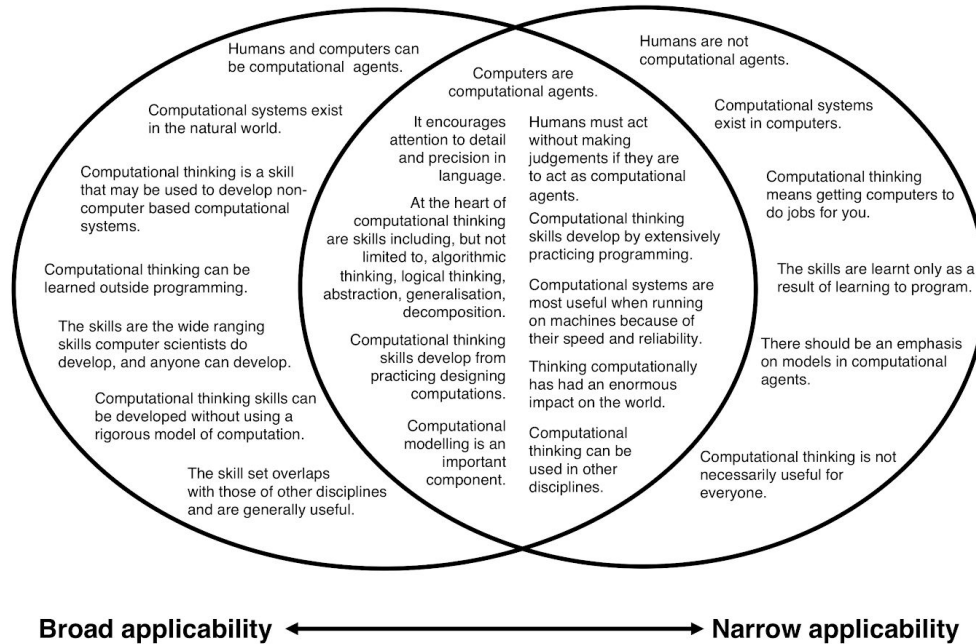 Humans and computers can
be computational agents.
Computational systems exist
in the natural world.
Computational thinking is a skill
that may be used to develop non-
computer based computational
systems.
Computational thinking can be
learned outside programming.
The skills are the wide ranging
skills computer scientists do
develop, and anyone can develop.
Computational thinking skills can
be developed without using a
rigorous model of computation.
The skill set overlaps
with those of other disciplines
and are generally useful.
Computers are
computational agents.
It encourages
attention to detail
and precision in
language.
At the heart of
computational thinking
are skills including, but not
limited to, algorithmic
thinking, logical thinking,
abstraction, generalisation,
decomposition.
Computational thinking
skills develop from
practicing designing
computations.
Computational
modelling is an
important
component.
Humans must act
without making
judgements if they are
to act as computational
agents.
Computational thinking
skills develop by extensively
practicing programming.
Computational systems are
most useful when running
on machines because of
their speed and reliability.
Thinking computationally
has had an enormous
impact on the world.
Computational
thinking can be
used in other
disciplines.
Humans are not
computational agents.
Computational systems
exist in computers.
Computational thinking
means getting computers to
do jobs for you.
The skills are learnt only as a
result of learning to program.
There should be an emphasis
on models in computational
agents.
Computational thinking is not
necessarily useful for
everyone.
Broad applicability
Narrow applicability